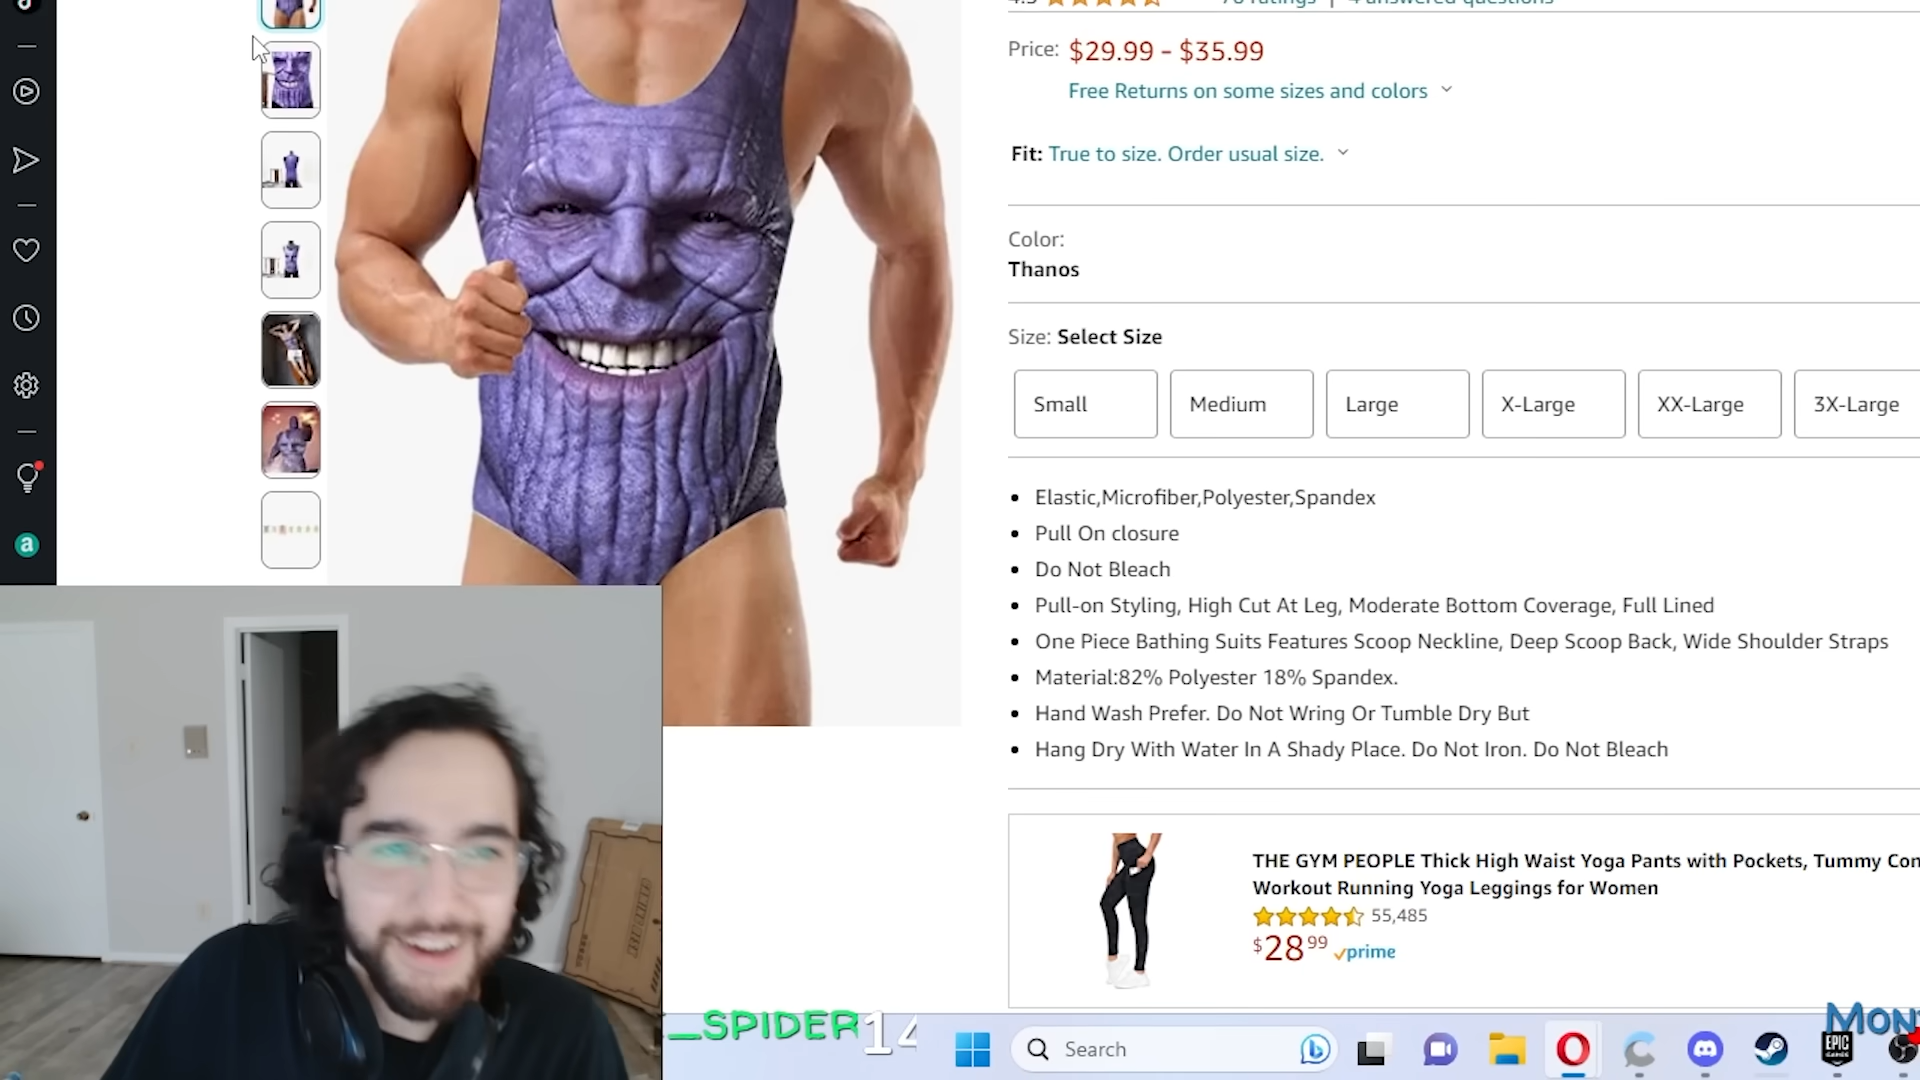 Price: $29.99 - $35.99
Free Returns on some sizes and colors
Fit: True to size. Order usual size.
Color:
Thanos
Size: Select Size
Small Medium Large X-Large XX-Large 3X-Large
Elastic,Microfiber,Polyester,Spandex
Pull On closure
Do Not Bleach
Pull-on Styling, High Cut At Leg, Moderate Bottom Coverage, Full Lined
One Piece Bathing Suits Features Scoop Neckline, Deep Scoop Back, Wide Shoulder Straps
Material:82% Polyester 18% Spandex.
Hand Wash Prefer. Do Not Wring Or Tumble Dry But
Hang Dry With Water In A Shady Place. Do Not Iron. Do Not Bleach
THE GYM PEOPLE Thick High Waist Yoga Pants with Pockets, Tummy Con
Workout Running Yoga Leggings for Women
55,485
$28 99 prime
_SPIDER14
Mon
Search
EPIC GAMES
a